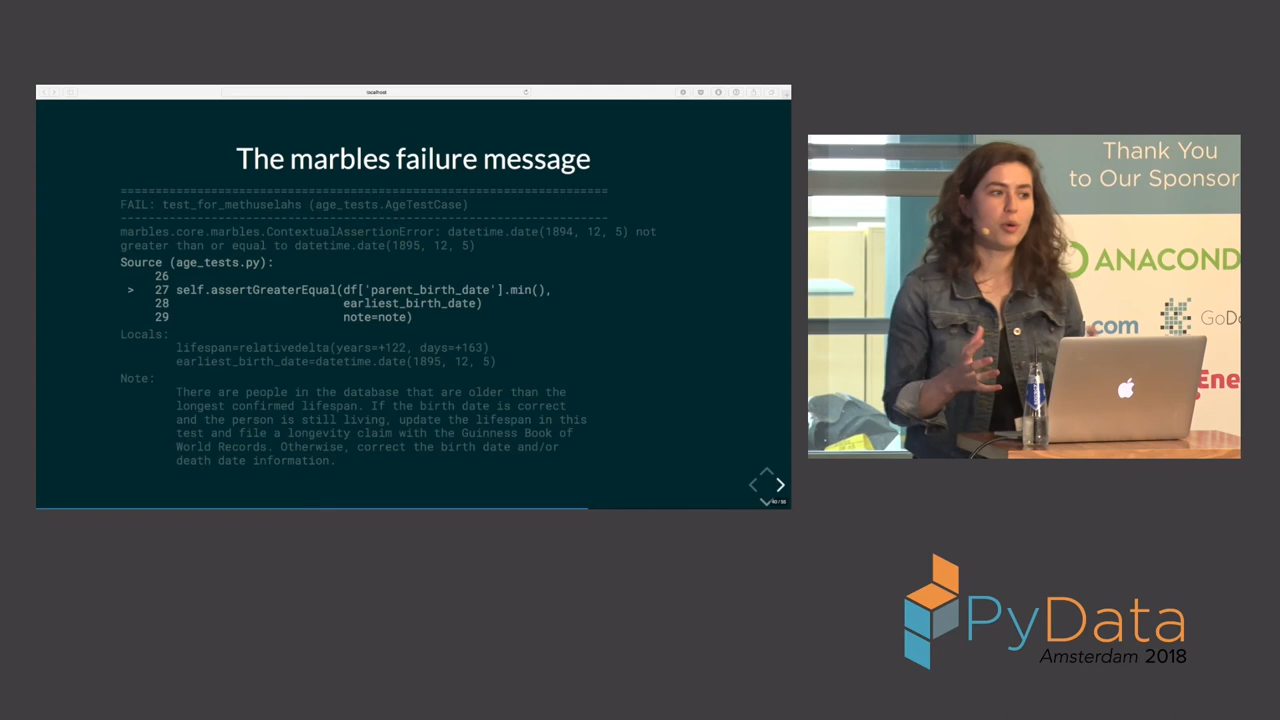 localhost
The marbles failure message
======================================================================
FAIL: test_for_methuselahs (age_tests.AgeTestCase)
----------------------------------------------------------------------
marbles.core.marbles.ContextualAssertionError: datetime.date(1894, 12, 5) not
greater than or equal to datetime.date(1895, 12, 5)
Source (age_tests.py):
26
> 27 self.assertGreaterEqual(df['parent_birth_date'].min(),
28 earliest_birth_date)
29 note=note)
Locals:
lifespan=relativedelta(years=+122, days=+163)
earliest_birth_date=datetime.date(1895, 12, 5)
Note:
There are people in the database that are older than the
longest confirmed lifespan. If the birth date is correct
and the person is still living, update the lifespan in this
test and file a longevity claim with the Guinness Book of
World Records. Otherwise, correct the birth date and/or
death date information.
Thank You
to Our Sponsor
ANACOND
.com
GoD
Ene
PyData
Amsterdam 2018